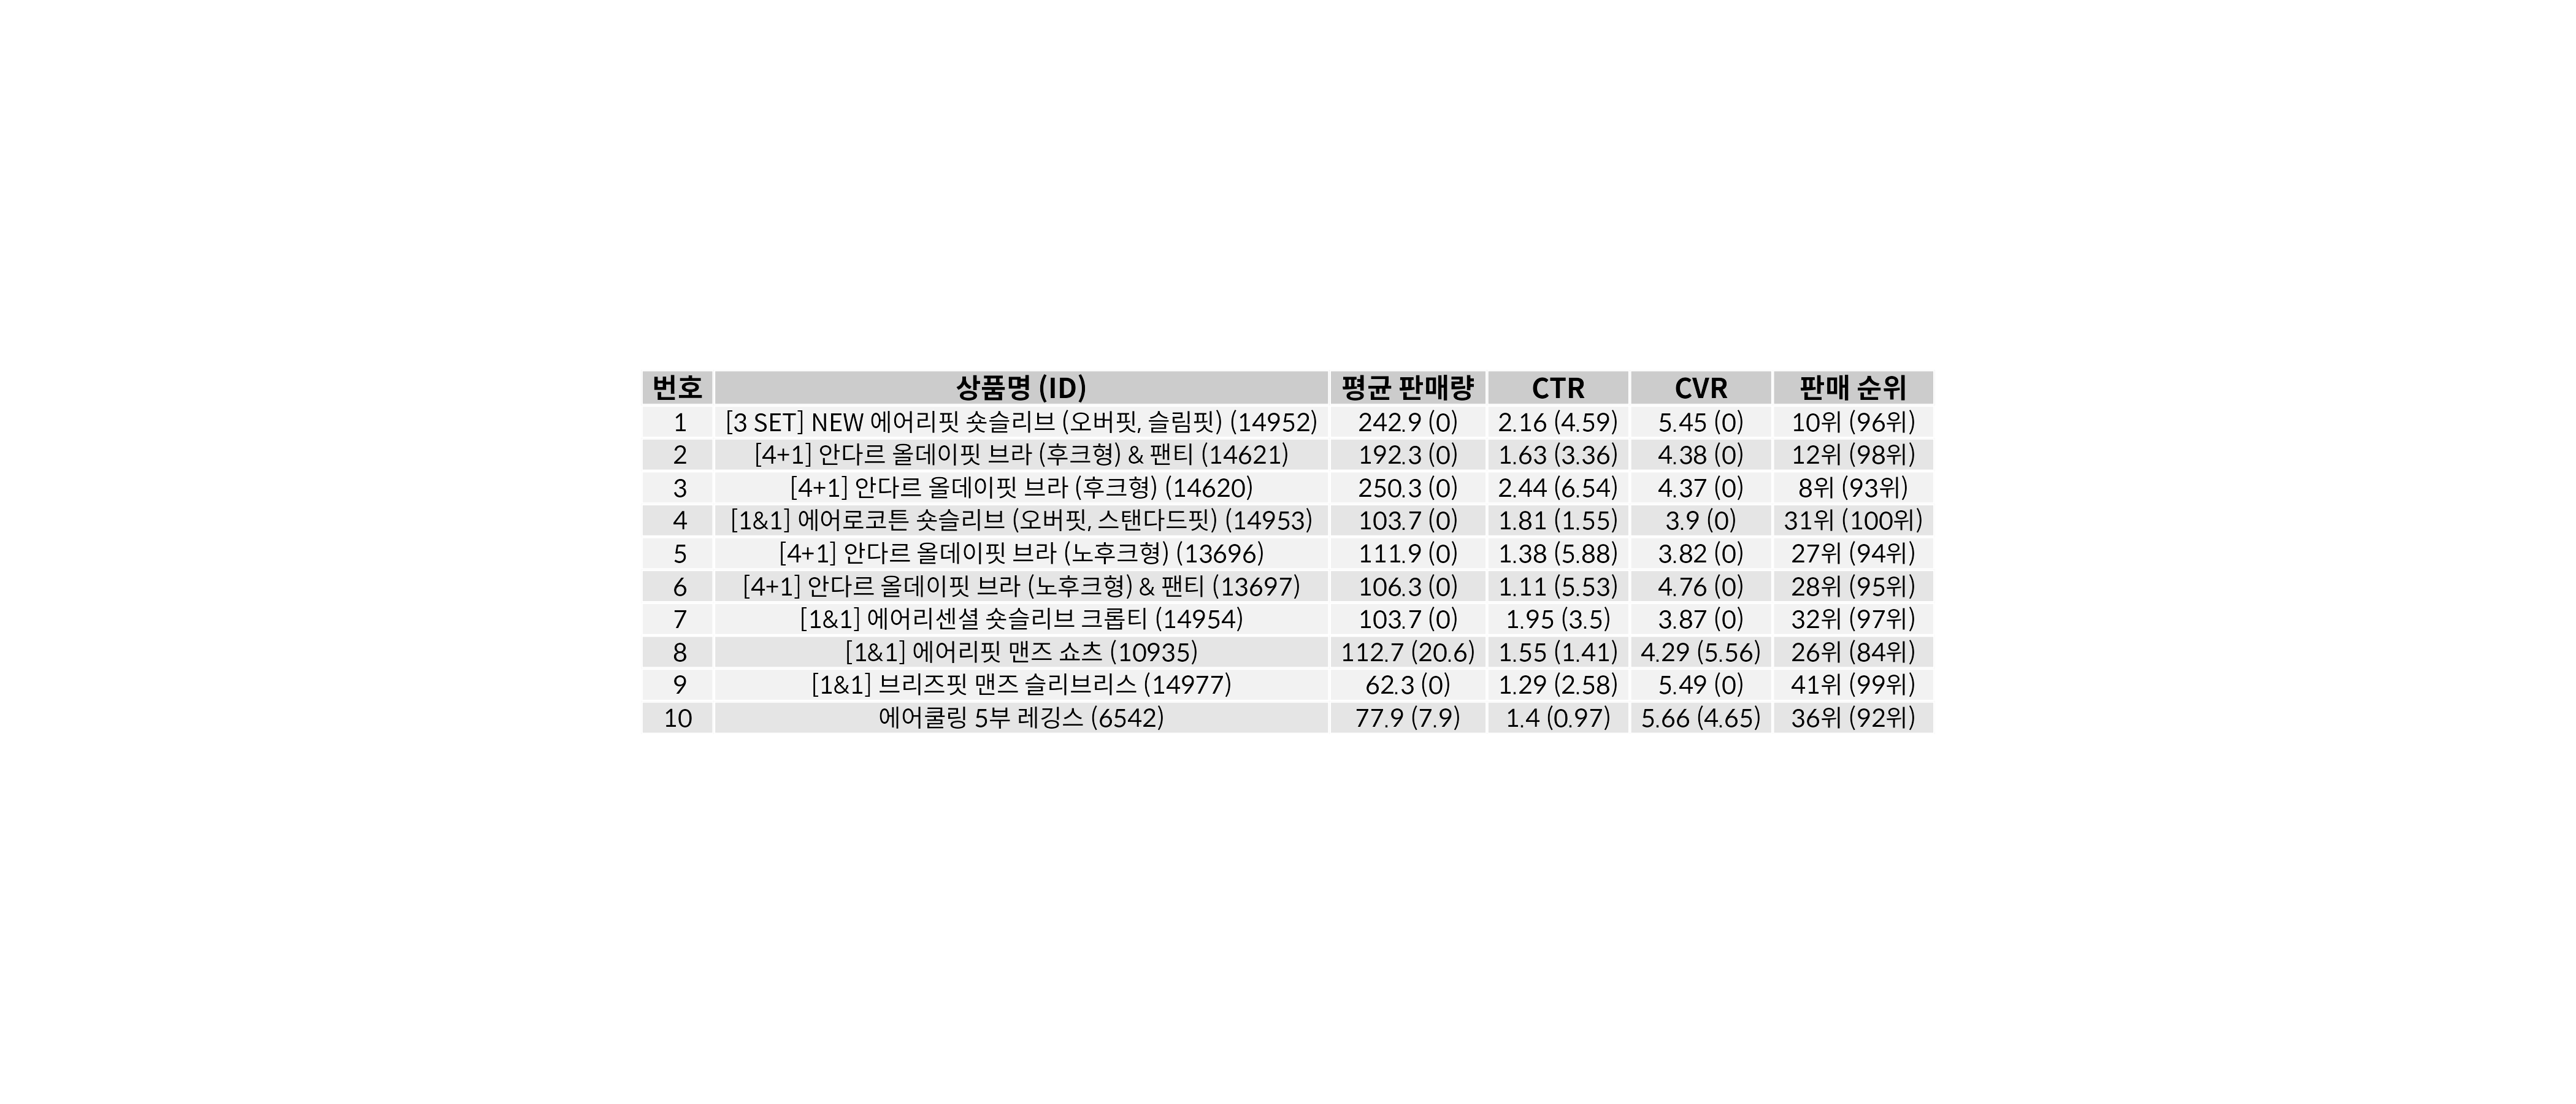 번호 상품명 (ID) 평균 판매량 CTR CVR 판매 순위
1 [3 SET] NEW 에어리핏 숏슬리브 (오버핏, 슬림핏) (14952) 242.9 (0) 2.16 (4.59) 5.45 (0) 10위 (96위)
2 [4+1] 안다르 올데이핏 브라 (후크형) & 팬티 (14621) 192.3 (0) 1.63 (3.36) 4.38 (0) 12위 (98위)
3 [4+1] 안다르 올데이핏 브라 (후크형) (14620) 250.3 (0) 2.44 (6.54) 4.37 (0) 8위 (93위)
4 [1&1] 에어로코튼 숏슬리브 (오버핏, 스탠다드핏) (14953) 103.7 (0) 1.81 (1.55) 3.9 (0) 31위 (100위)
5 [4+1] 안다르 올데이핏 브라 (노후크형) (13696) 111.9 (0) 1.38 (5.88) 3.82 (0) 27위 (94위)
6 [4+1] 안다르 올데이핏 브라 (노후크형) & 팬티 (13697) 106.3 (0) 1.11 (5.53) 4.76 (0) 28위 (95위)
7 [1&1] 에어리센셜 숏슬리브 크롭티 (14954) 103.7 (0) 1.95 (3.5) 3.87 (0) 32위 (97위)
8 [1&1] 에어리핏 맨즈 쇼츠 (10935) 112.7 (20.6) 1.55 (1.41) 4.29 (5.56) 26위 (84위)
9 [1&1] 브리즈핏 맨즈 슬리브리스 (14977) 62.3 (0) 1.29 (2.58) 5.49 (0) 41위 (99위)
10 에어쿨링 5부 레깅스 (6542) 77.9 (7.9) 1.4 (0.97) 5.66 (4.65) 36위 (92위)